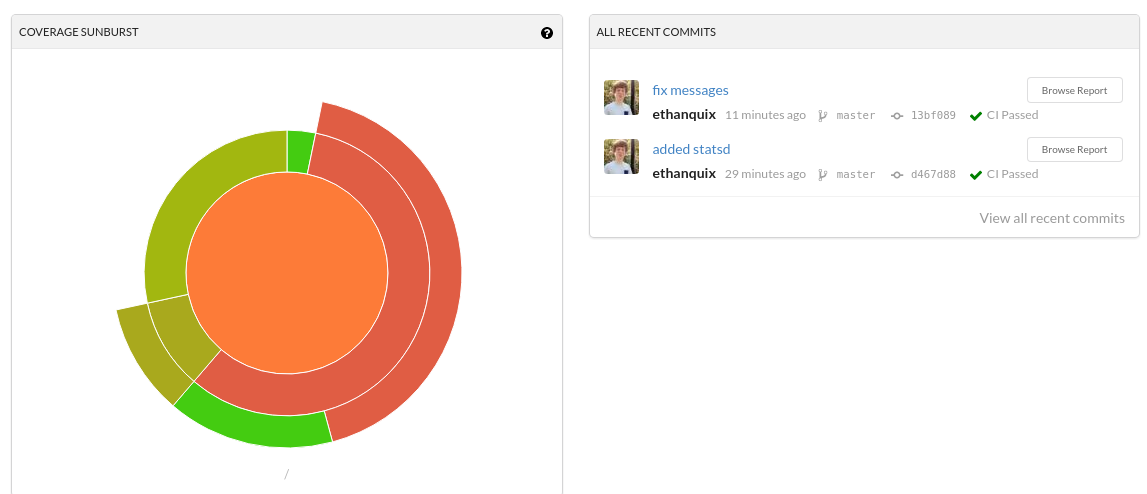 COVERAGE SUNBURST
/
ALL RECENT COMMITS
fix messages
Browse Report
ethanquix 11 minutes ago master 13bf089 CI Passed
added statsd
Browse Report
ethanquix 29 minutes ago master d467d88 CI Passed
View all recent commits